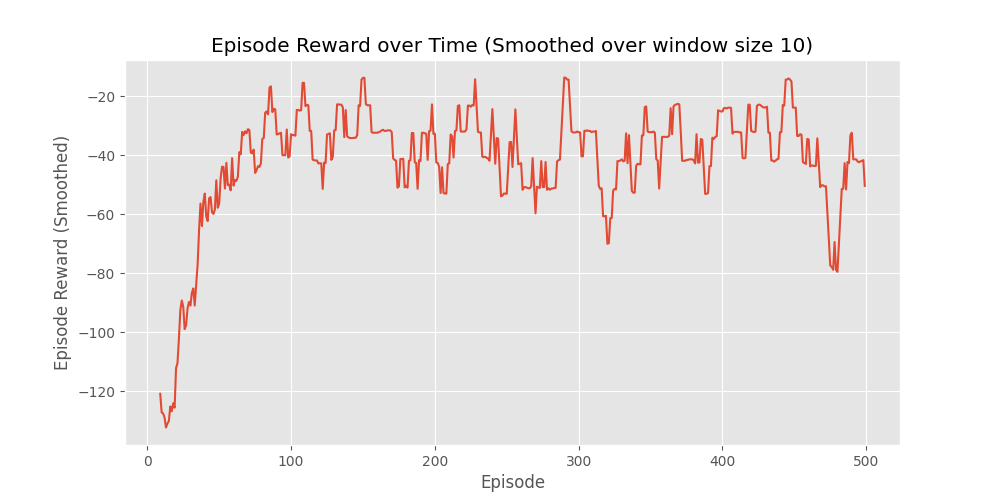 Episode Reward over Time (Smoothed over window size 10)
Episode Reward (Smoothed)
−20
−40
−60
−80
−100
−120
0 100 200 300 400 500
Episode